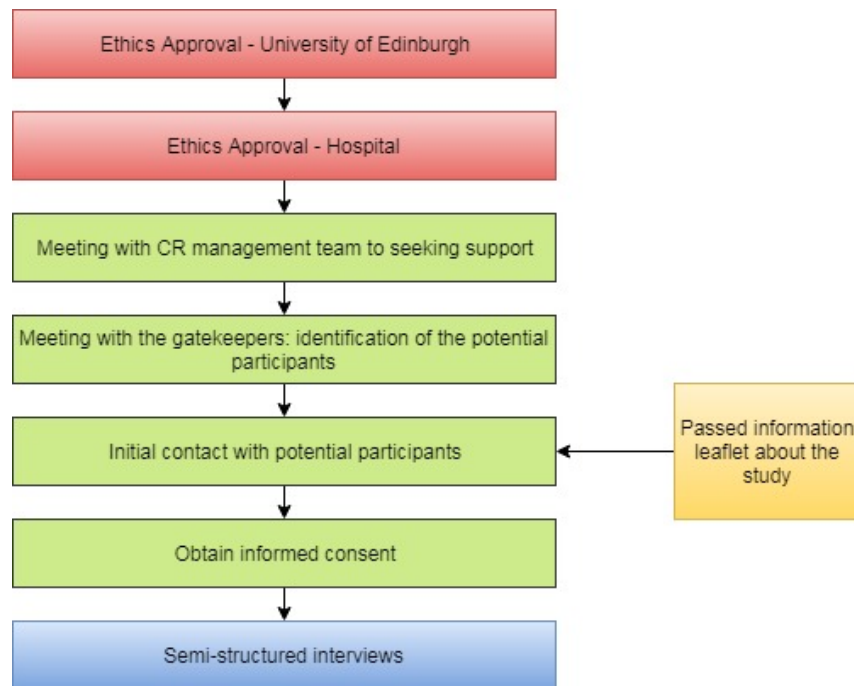 Ethics Approval - University of Edinburgh
Ethics Approval - Hospital
Meeting with CR management team to seeking support
Meeting with the gatekeepers: identification of the potential
participants
Initial contact with potential participants
Passed information
leaflet about the
study
Obtain informed consent
Semi-structured interviews